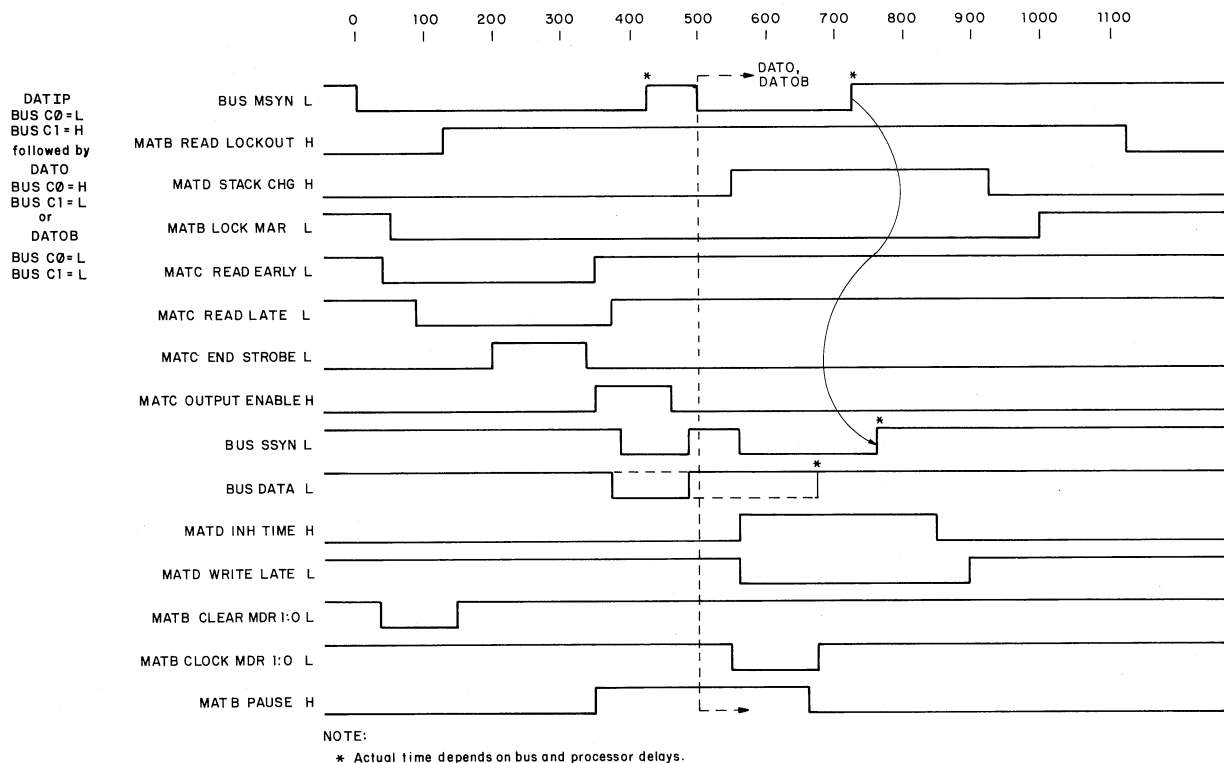 0 100 200 300 400 500 600 700 800 900 1000 1100
DATIP
BUS CØ=L
BUS C1=H
followed by
DATO
BUS CØ=H
BUS C1=L
or
DATOB
BUS CØ=L
BUS C1=L
* DATO, *
DATOB
BUS MSYN L
MATB READ LOCKOUT H
MATD STACK CHG H
MATB LOCK MAR L
MATC READ EARLY L
MATC READ LATE L
MATC END STROBE L
MATC OUTPUT ENABLE H
BUS SSYN L *
BUS DATA L *
MATD INH TIME H
MATD WRITE LATE L
MATB CLEAR MDR 1:0 L
MATB CLOCK MDR 1:0 L
MATB PAUSE H
NOTE:
* Actual time depends on bus and processor delays.